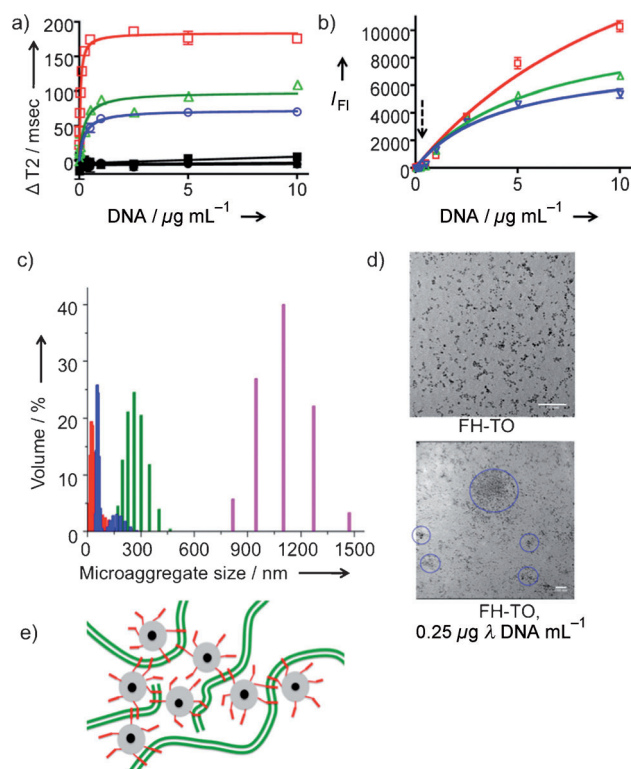 a)
Δ T2 / msec
200
150
100
50
0
0
5
10
DNA / µg mL⁻¹
b)
I_Fl
10000
8000
6000
4000
2000
0
0
5
10
DNA / µg mL⁻¹
c)
Volume / %
40
30
20
10
0
0
300
600
900
1200
1500
Microaggregate size / nm
d)
FH-TO
FH-TO,
0.25 µg λ DNA mL⁻¹
e)